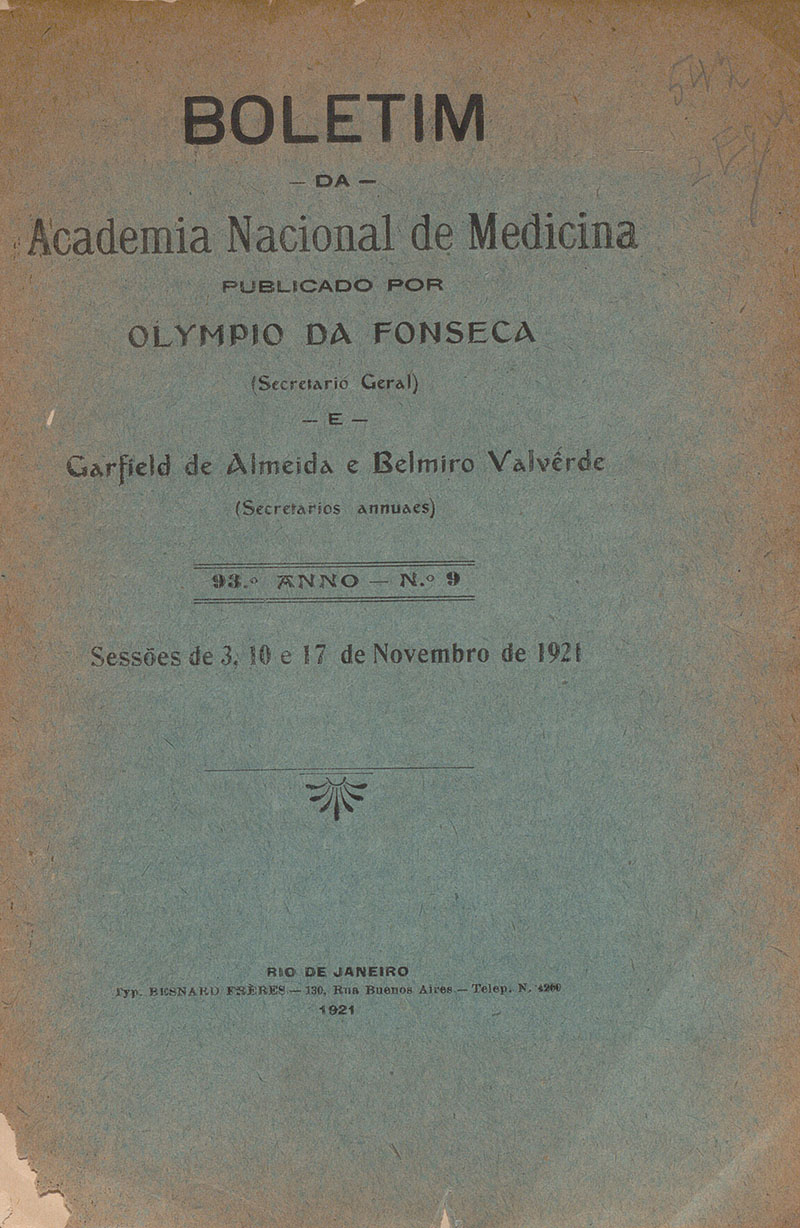 542
BOLETIM
— DA —
Academia Nacional de Medicina
PUBLICADO POR
OLYMPIO DA FONSECA
(Secretario Geral)
— E —
Garfield de Almeida e Belmiro Valvérde
(Secretarios annuaes)
93.º ANNO — N.º 9
Sessões de 3, 10 e 17 de Novembro de 1921
RIO DE JANEIRO
Typ. BESNARD FRÈRES — 130, Rua Buenos Aires — Telep. N. 4200
1921